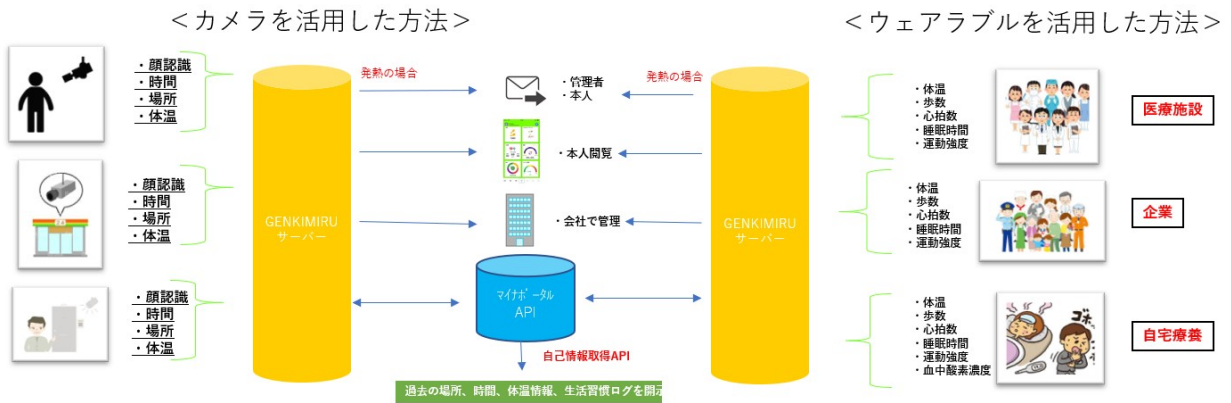 ＜カメラを活用した方法＞
＜ウェアラブルを活用した方法＞
・顔認識
・時間
・場所
・体温
・顔認識
・時間
・場所
・体温
・顔認識
・時間
・場所
・体温
GENKIMIRU
サーバー
発熱の場合
・管理者
・本人
発熱の場合
・本人閲覧
・会社で管理
マイナポータル
API
自己情報取得API
過去の場所、時間、体温情報、生活習慣ログを開示
GENKIMIRU
サーバー
・体温
・歩数
・心拍数
・睡眠時間
・運動強度
医療施設
・体温
・歩数
・心拍数
・睡眠時間
・運動強度
企業
・体温
・歩数
・心拍数
・睡眠時間
・運動強度
・血中酸素濃度
ゴホッ
自宅療養